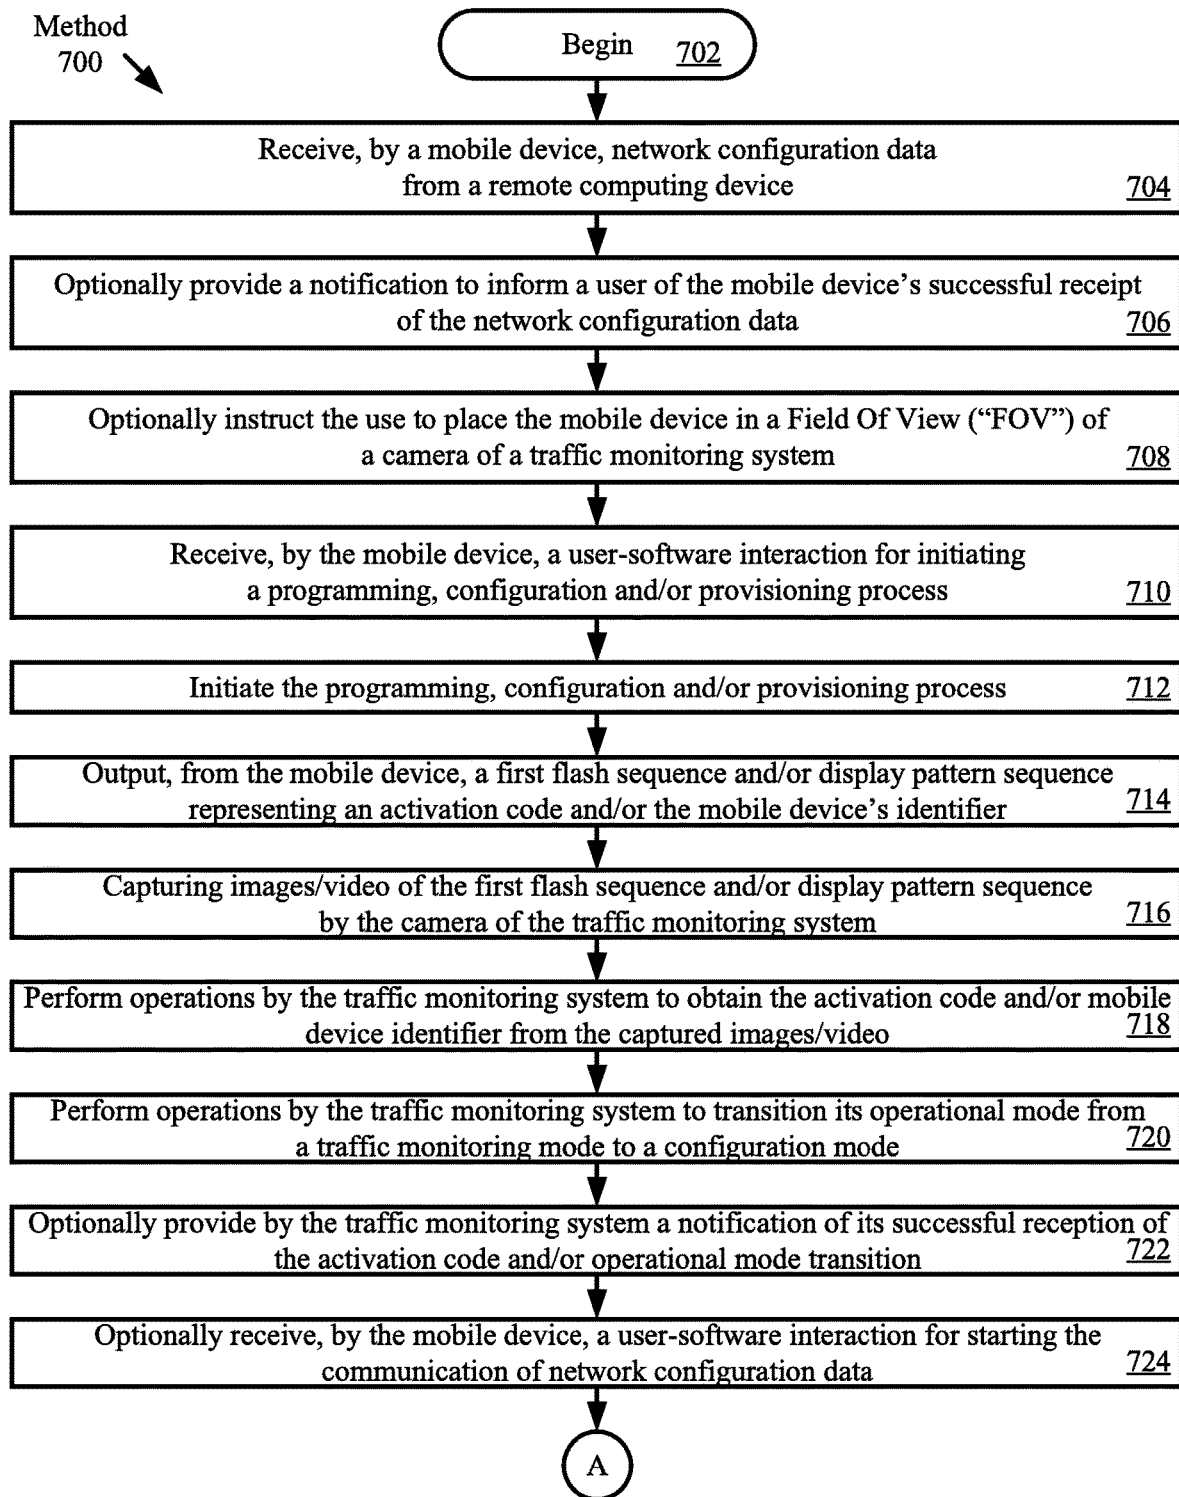 Method
700
Begin 702
Receive, by a mobile device, network configuration data
from a remote computing device 704
Optionally provide a notification to inform a user of the mobile device’s successful receipt
of the network configuration data 706
Optionally instruct the use to place the mobile device in a Field Of View (“FOV”) of
a camera of a traffic monitoring system 708
Receive, by the mobile device, a user-software interaction for initiating
a programming, configuration and/or provisioning process 710
Initiate the programming, configuration and/or provisioning process 712
Output, from the mobile device, a first flash sequence and/or display pattern sequence
representing an activation code and/or the mobile device’s identifier 714
Capturing images/video of the first flash sequence and/or display pattern sequence
by the camera of the traffic monitoring system 716
Perform operations by the traffic monitoring system to obtain the activation code and/or mobile
device identifier from the captured images/video 718
Perform operations by the traffic monitoring system to transition its operational mode from
a traffic monitoring mode to a configuration mode 720
Optionally provide by the traffic monitoring system a notification of its successful reception of
the activation code and/or operational mode transition 722
Optionally receive, by the mobile device, a user-software interaction for starting the
communication of network configuration data 724
A